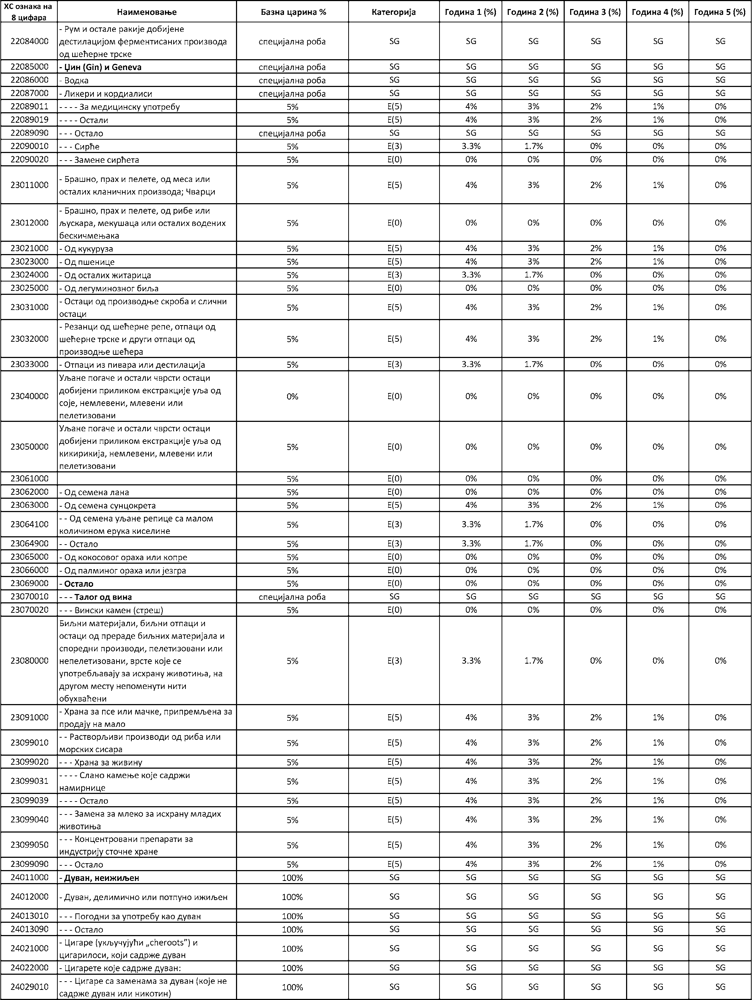 ХС ознака на 8 цифара | Наименовање | Базна царина % | Категорија | Година 1 (%) | Година 2 (%) | Година 3 (%) | Година 4 (%) | Година 5 (%)
22084000 | - Рум и остале ракије добијене дестилацијом ферментисаних производа од шећерне трске | специјална роба | SG | SG | SG | SG | SG | SG
22085000 | - Џин (Gin) и Geneva | специјална роба | SG | SG | SG | SG | SG | SG
22086000 | - Водка | специјална роба | SG | SG | SG | SG | SG | SG
22087000 | - Ликери и кордиалиси | специјална роба | SG | SG | SG | SG | SG | SG
22089011 | - - - - За медицинску употребу | 5% | E(5) | 4% | 3% | 2% | 1% | 0%
22089019 | - - - - Остали | 5% | E(5) | 4% | 3% | 2% | 1% | 0%
22089090 | - - - Остало | специјална роба | SG | SG | SG | SG | SG | SG
22090010 | - - - Сирће | 5% | E(3) | 3.3% | 1.7% | 0% | 0% | 0%
22090020 | - - - Замене сирћета | 5% | E(0) | 0% | 0% | 0% | 0% | 0%
23011000 | - Брашно, прах и пелете, од меса или осталих кланичних производа; Чварци | 5% | E(5) | 4% | 3% | 2% | 1% | 0%
23012000 | - Брашно, прах и пелете, од рибе или љускара, мекушаца или осталих водених бескичмењака | 5% | E(0) | 0% | 0% | 0% | 0% | 0%
23021000 | - Од кукуруза | 5% | E(5) | 4% | 3% | 2% | 1% | 0%
23023000 | - Од пшенице | 5% | E(5) | 4% | 3% | 2% | 1% | 0%
23024000 | - Од осталих житарица | 5% | E(3) | 3.3% | 1.7% | 0% | 0% | 0%
23025000 | - Од легуминозног биља | 5% | E(0) | 0% | 0% | 0% | 0% | 0%
23031000 | - Остаци од производње скроба и слични остаци | 5% | E(5) | 4% | 3% | 2% | 1% | 0%
23032000 | - Резанци од шећерне репе, отпаци од шећерне трске и други отпаци од производње шећера | 5% | E(5) | 4% | 3% | 2% | 1% | 0%
23033000 | - Отпаци из пивара или дестилација | 5% | E(3) | 3.3% | 1.7% | 0% | 0% | 0%
23040000 | Уљане погаче и остали чврсти остаци добијени приликом екстракције уља од соје, немлевени, млевени или пелетизовани | 0% | E(0) | 0% | 0% | 0% | 0% | 0%
23050000 | Уљане погаче и остали чврсти остаци добијени приликом екстракције уља од кикирикија, немлевени, млевени или пелетизовани | 5% | E(0) | 0% | 0% | 0% | 0% | 0%
23061000 | | 5% | E(0) | 0% | 0% | 0% | 0% | 0%
23062000 | - Од семена лана | 5% | E(0) | 0% | 0% | 0% | 0% | 0%
23063000 | - Од семена сунцокрета | 5% | E(5) | 4% | 3% | 2% | 1% | 0%
23064100 | - - Од семена уљане репице са малом количином ерука киселине | 5% | E(3) | 3.3% | 1.7% | 0% | 0% | 0%
23064900 | - - Остало | 5% | E(3) | 3.3% | 1.7% | 0% | 0% | 0%
23065000 | - Од кокосовог ораха или копре | 5% | E(0) | 0% | 0% | 0% | 0% | 0%
23066000 | - Од палминог ораха или језгра | 5% | E(0) | 0% | 0% | 0% | 0% | 0%
23069000 | - Остало | 5% | E(0) | 0% | 0% | 0% | 0% | 0%
23070010 | - - - Талог од вина | специјална роба | SG | SG | SG | SG | SG | SG
23070020 | - - - Вински камен (стреш) | 5% | E(0) | 0% | 0% | 0% | 0% | 0%
23080000 | Биљни материјали, биљни отпаци и остаци од прераде биљних материјала и споредни производи, пелетизовани или непелетизовани, врсте које се употребљавају за исхрану животиња, на другом месту непоменути нити обухваћени | 5% | E(3) | 3.3% | 1.7% | 0% | 0% | 0%
23091000 | - Храна за псе или мачке, припремљена за продају на мало | 5% | E(5) | 4% | 3% | 2% | 1% | 0%
23099010 | - - Растворљиви производи од риба или морских сисара | 5% | E(5) | 4% | 3% | 2% | 1% | 0%
23099020 | - - - Храна за живину | 5% | E(5) | 4% | 3% | 2% | 1% | 0%
23099031 | - - - - Слано камење које садржи намирнице | 5% | E(5) | 4% | 3% | 2% | 1% | 0%
23099039 | - - - - Остало | 5% | E(5) | 4% | 3% | 2% | 1% | 0%
23099040 | - - - Замена за млеко за исхрану младих животиња | 5% | E(5) | 4% | 3% | 2% | 1% | 0%
23099050 | - - - Концентровани препарати за индустрију сточне хране | 5% | E(5) | 4% | 3% | 2% | 1% | 0%
23099090 | - - - Остало | 5% | E(5) | 4% | 3% | 2% | 1% | 0%
24011000 | - Дуван, неижиљен | 100% | SG | SG | SG | SG | SG | SG
24012000 | - Дуван, делимично или потпуно ижиљен | 100% | SG | SG | SG | SG | SG | SG
24013010 | - - - Погодни за употребу као дуван | 100% | SG | SG | SG | SG | SG | SG
24013090 | - - - Остало | 100% | SG | SG | SG | SG | SG | SG
24021000 | - Цигаре (укључујући „cheroots”) и цигарилоси, који садрже дуван | 100% | SG | SG | SG | SG | SG | SG
24022000 | - Цигарете које садрже дуван: | 100% | SG | SG | SG | SG | SG | SG
24029010 | - - - Цигаре са заменама за дуван (које не садрже дуван или никотин) | 100% | SG | SG | SG | SG | SG | SG